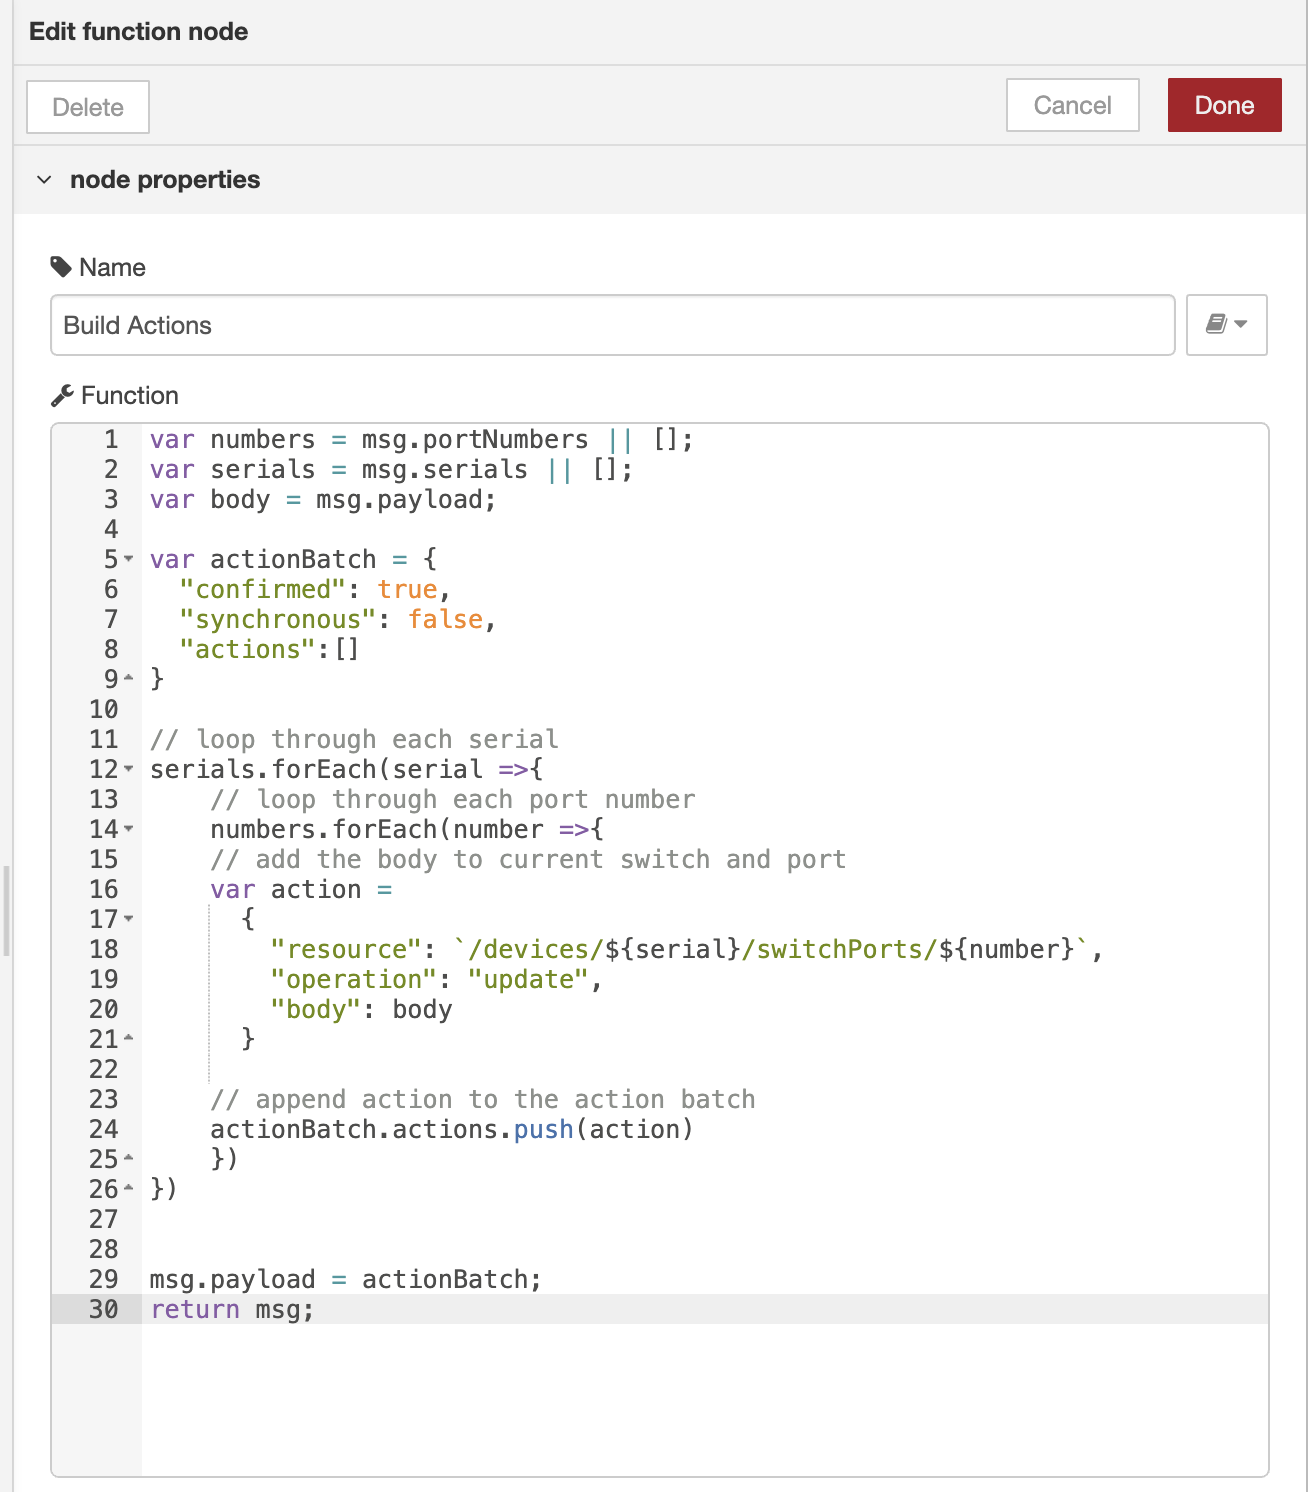 Edit function node
Delete
Cancel
Done
node properties
Name
Build Actions
Function
1 var numbers = msg.portNumbers || [];
2 var serials = msg.serials || [];
3 var body = msg.payload;
4
5 var actionBatch = {
6   "confirmed": true,
7   "synchronous": false,
8   "actions":[]
9 }
10
11 // loop through each serial
12 serials.forEach(serial =>{
13     // loop through each port number
14     numbers.forEach(number =>{
15     // add the body to current switch and port
16     var action =
17       {
18         "resource": `/devices/${serial}/switchPorts/${number}`,
19         "operation": "update",
20         "body": body
21       }
22
23     // append action to the action batch
24     actionBatch.actions.push(action)
25     })
26 })
27
28
29 msg.payload = actionBatch;
30 return msg;